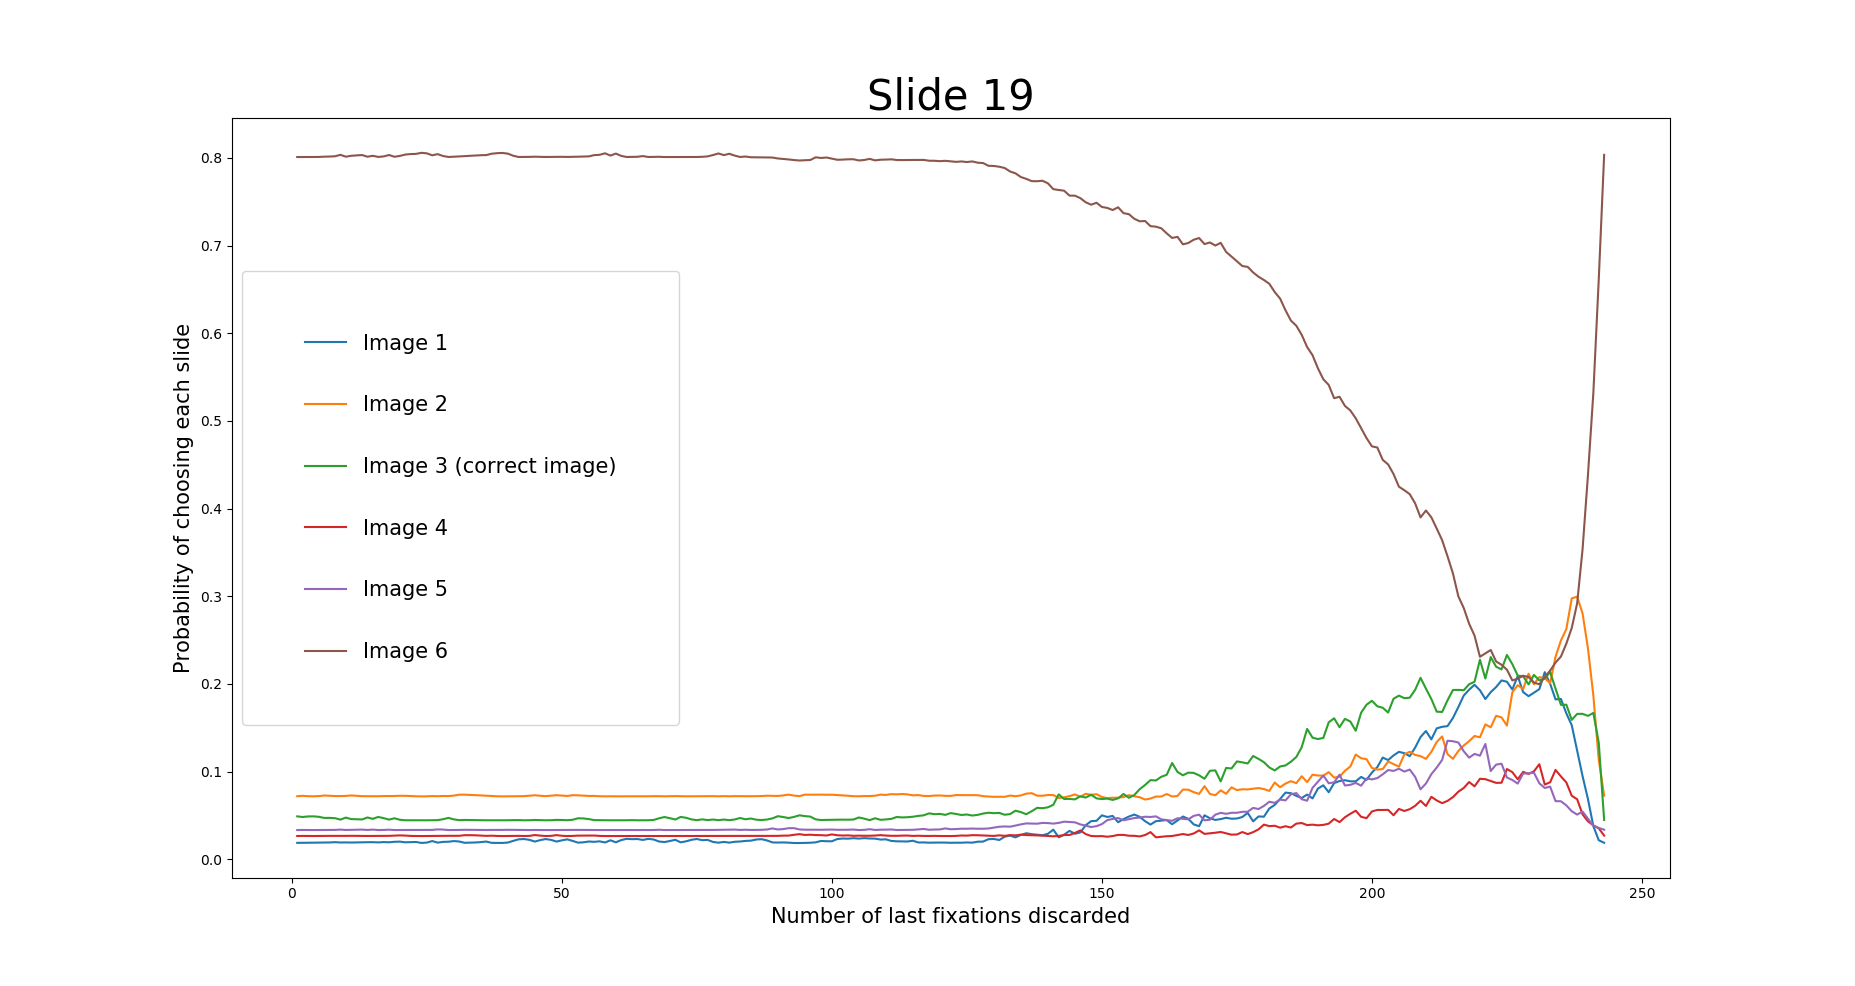 Slide 19
Probability of choosing each slide
0.8
0.7
0.6
0.5
0.4
0.3
0.2
0.1
0.0
Image 1
Image 2
Image 3 (correct image)
Image 4
Image 5
Image 6
0 50 100 150 200 250
Number of last fixations discarded